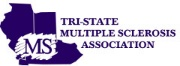 MS
TRI-STATE
MULTIPLE SCLEROSIS
ASSOCIATION